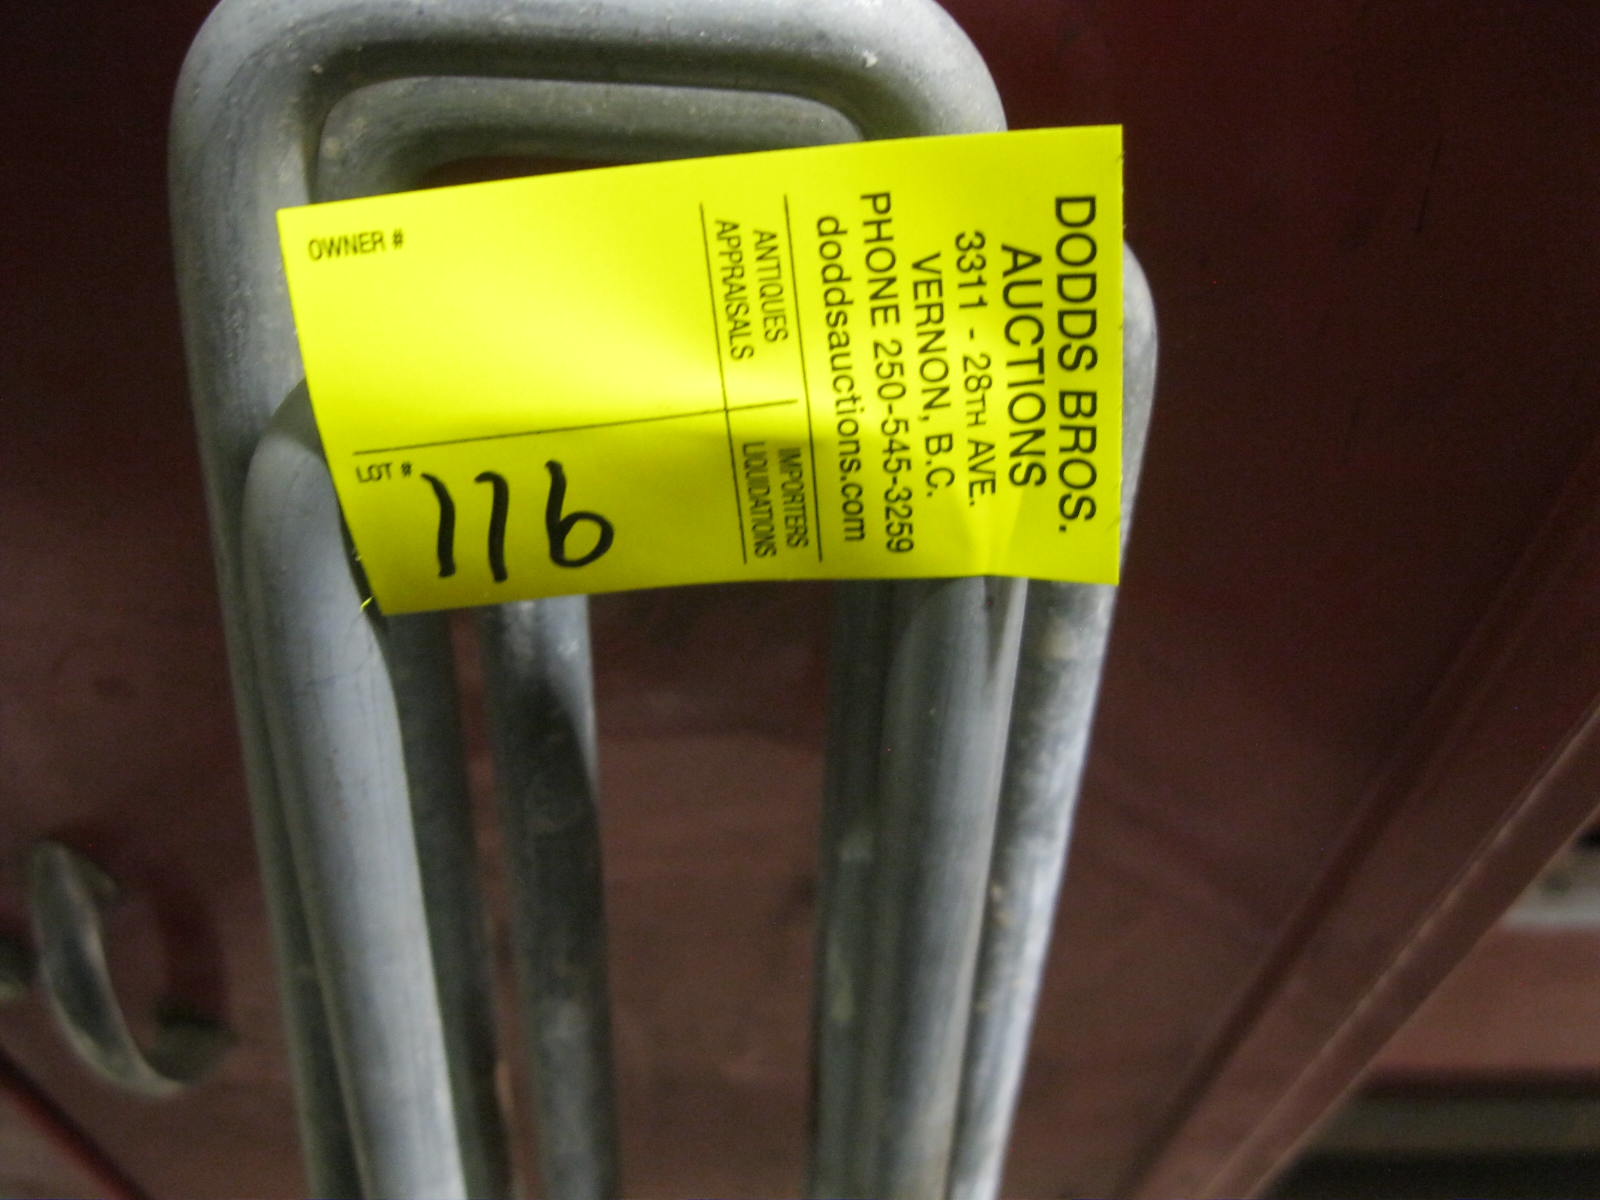 DODDS BROS.
AUCTIONS
3311 - 28TH AVE.
VERNON, B.C.
PHONE 250-545-3259
doddsauctions.com
ANTIQUES IMPORTERS
APPRAISALS LIQUIDATIONS
OWNER #
LOT #
116